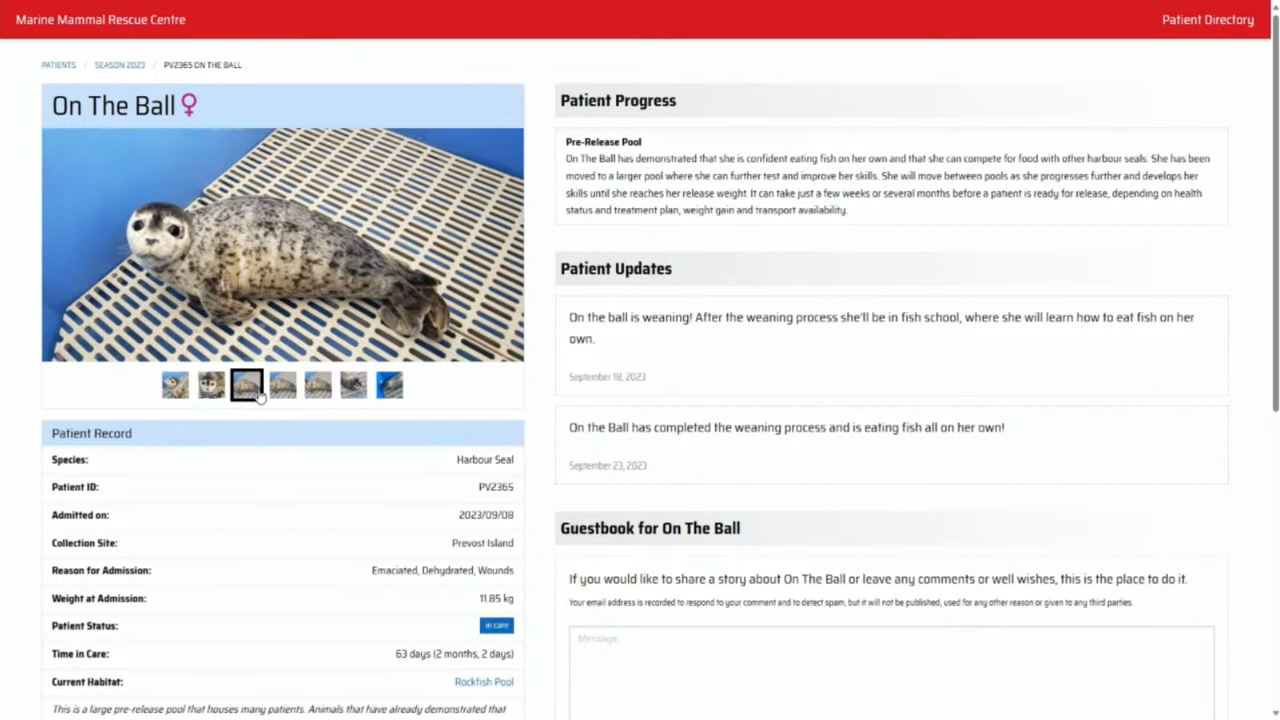 Marine Mammal Rescue Centre
Patient Directory
PATIENTS / SEASON 2023 / PV2365 ON THE BALL
On The Ball ♀
Patient Record
Species: Harbour Seal
Patient ID: PV2365
Admitted on: 2023/09/08
Collection Site: Prevost Island
Reason for Admission: Emaciated, Dehydrated, Wounds
Weight at Admission: 11.85 kg
Patient Status: in care
Time in Care: 63 days (2 months, 2 days)
Current Habitat: Rockfish Pool
This is a large pre-release pool that houses many patients. Animals that have already demonstrated that
Patient Progress
Pre-Release Pool
On The Ball has demonstrated that she is confident eating fish on her own and that she can compete for food with other harbour seals. She has been
moved to a larger pool where she can further test and improve her skills. She will move between pools as she progresses further and develops her
skills until she reaches her release weight. It can take just a few weeks or several months before a patient is ready for release, depending on health
status and treatment plan, weight gain and transport availability.
Patient Updates
On the ball is weaning! After the weaning process she'll be in fish school, where she will learn how to eat fish on her
own.
September 18, 2023
On the Ball has completed the weaning process and is eating fish all on her own!
September 23, 2023
Guestbook for On The Ball
If you would like to share a story about On The Ball or leave any comments or well wishes, this is the place to do it.
Your email address is recorded to respond to your comment and to detect spam, but it will not be published, used for any other reason or given to any third parties.
Message